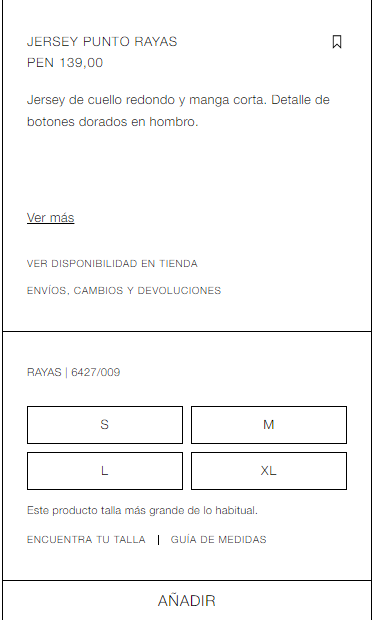 JERSEY PUNTO RAYAS
PEN 139,00
Jersey de cuello redondo y manga corta. Detalle de
botones dorados en hombro.
Ver más
VER DISPONIBILIDAD EN TIENDA
ENVÍOS, CAMBIOS Y DEVOLUCIONES
RAYAS | 6427/009
S M
L XL
Este producto talla más grande de lo habitual.
ENCUENTRA TU TALLA | GUÍA DE MEDIDAS
AÑADIR